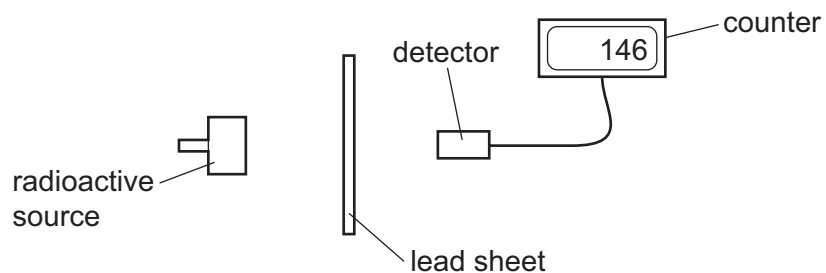 counter
146
detector
radioactive
source
lead sheet